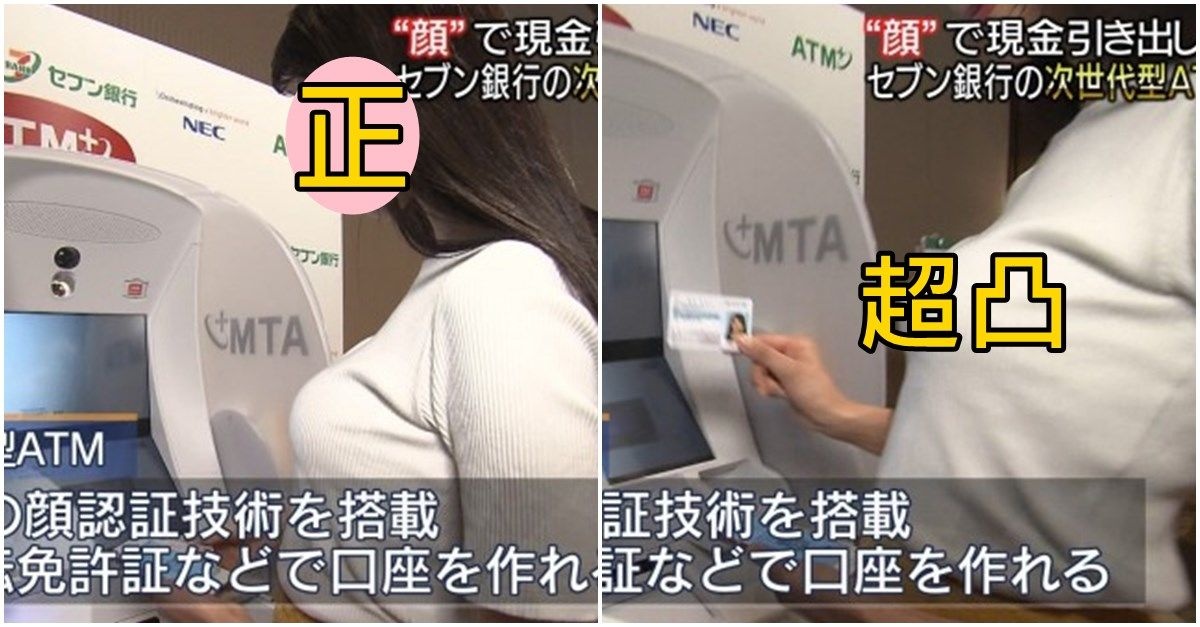 “顔”で現金
セブン銀行の次
セブン銀行
NEC
ATM+
正
セブン銀行
+MTA
型ATM
の顔認証技術を搭載
免許証などで口座を作れ
“顔”で現金引き出し
セブン銀行の次世代型A
NEC
ATM+
+MTA
超凸
証技術を搭載
証などで口座を作れる